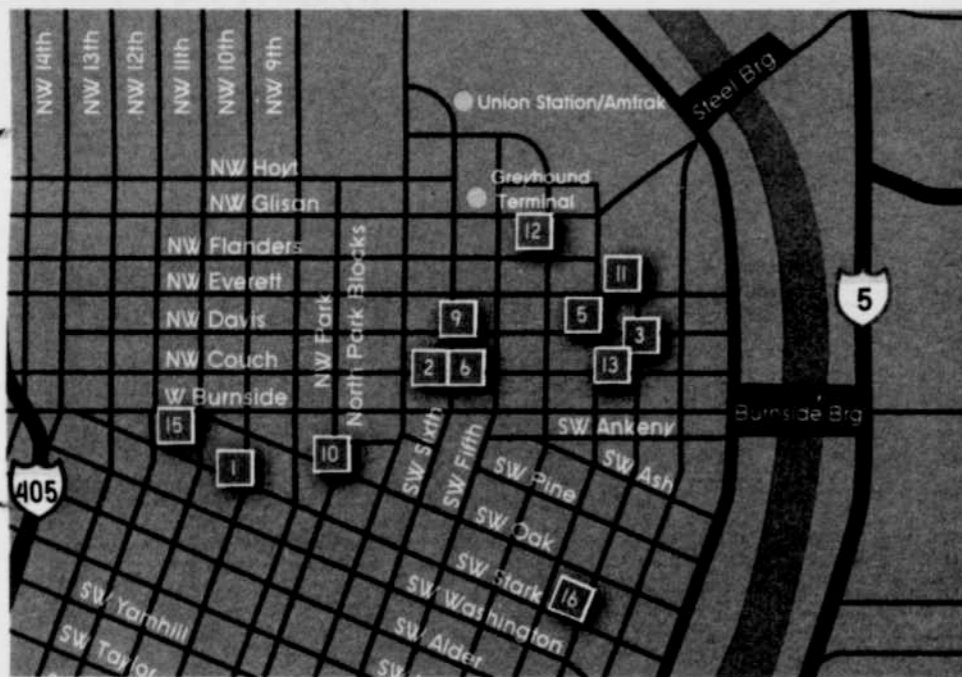 NW 14th
NW 13th
NW 12th
NW 11th
NW 10th
NW 9th
Steel Brg
Union Station/Amtrak
NW Hoyt
Greyhound
Terminal
NW Glisan
12
NW Flanders
11
NW Everett
5
5
NW Davis
9
3
NW Park
North Park Blocks
NW Couch
2
6
13
W Burnside
Burnside Brg
15
SW Ankeny
1
10
SW Sixth
SW Fifth
SW Ash
SW Pine
405
SW Oak
SW Stark
16
SW Washington
SW Yamhill
SW Alder
SW Taylor